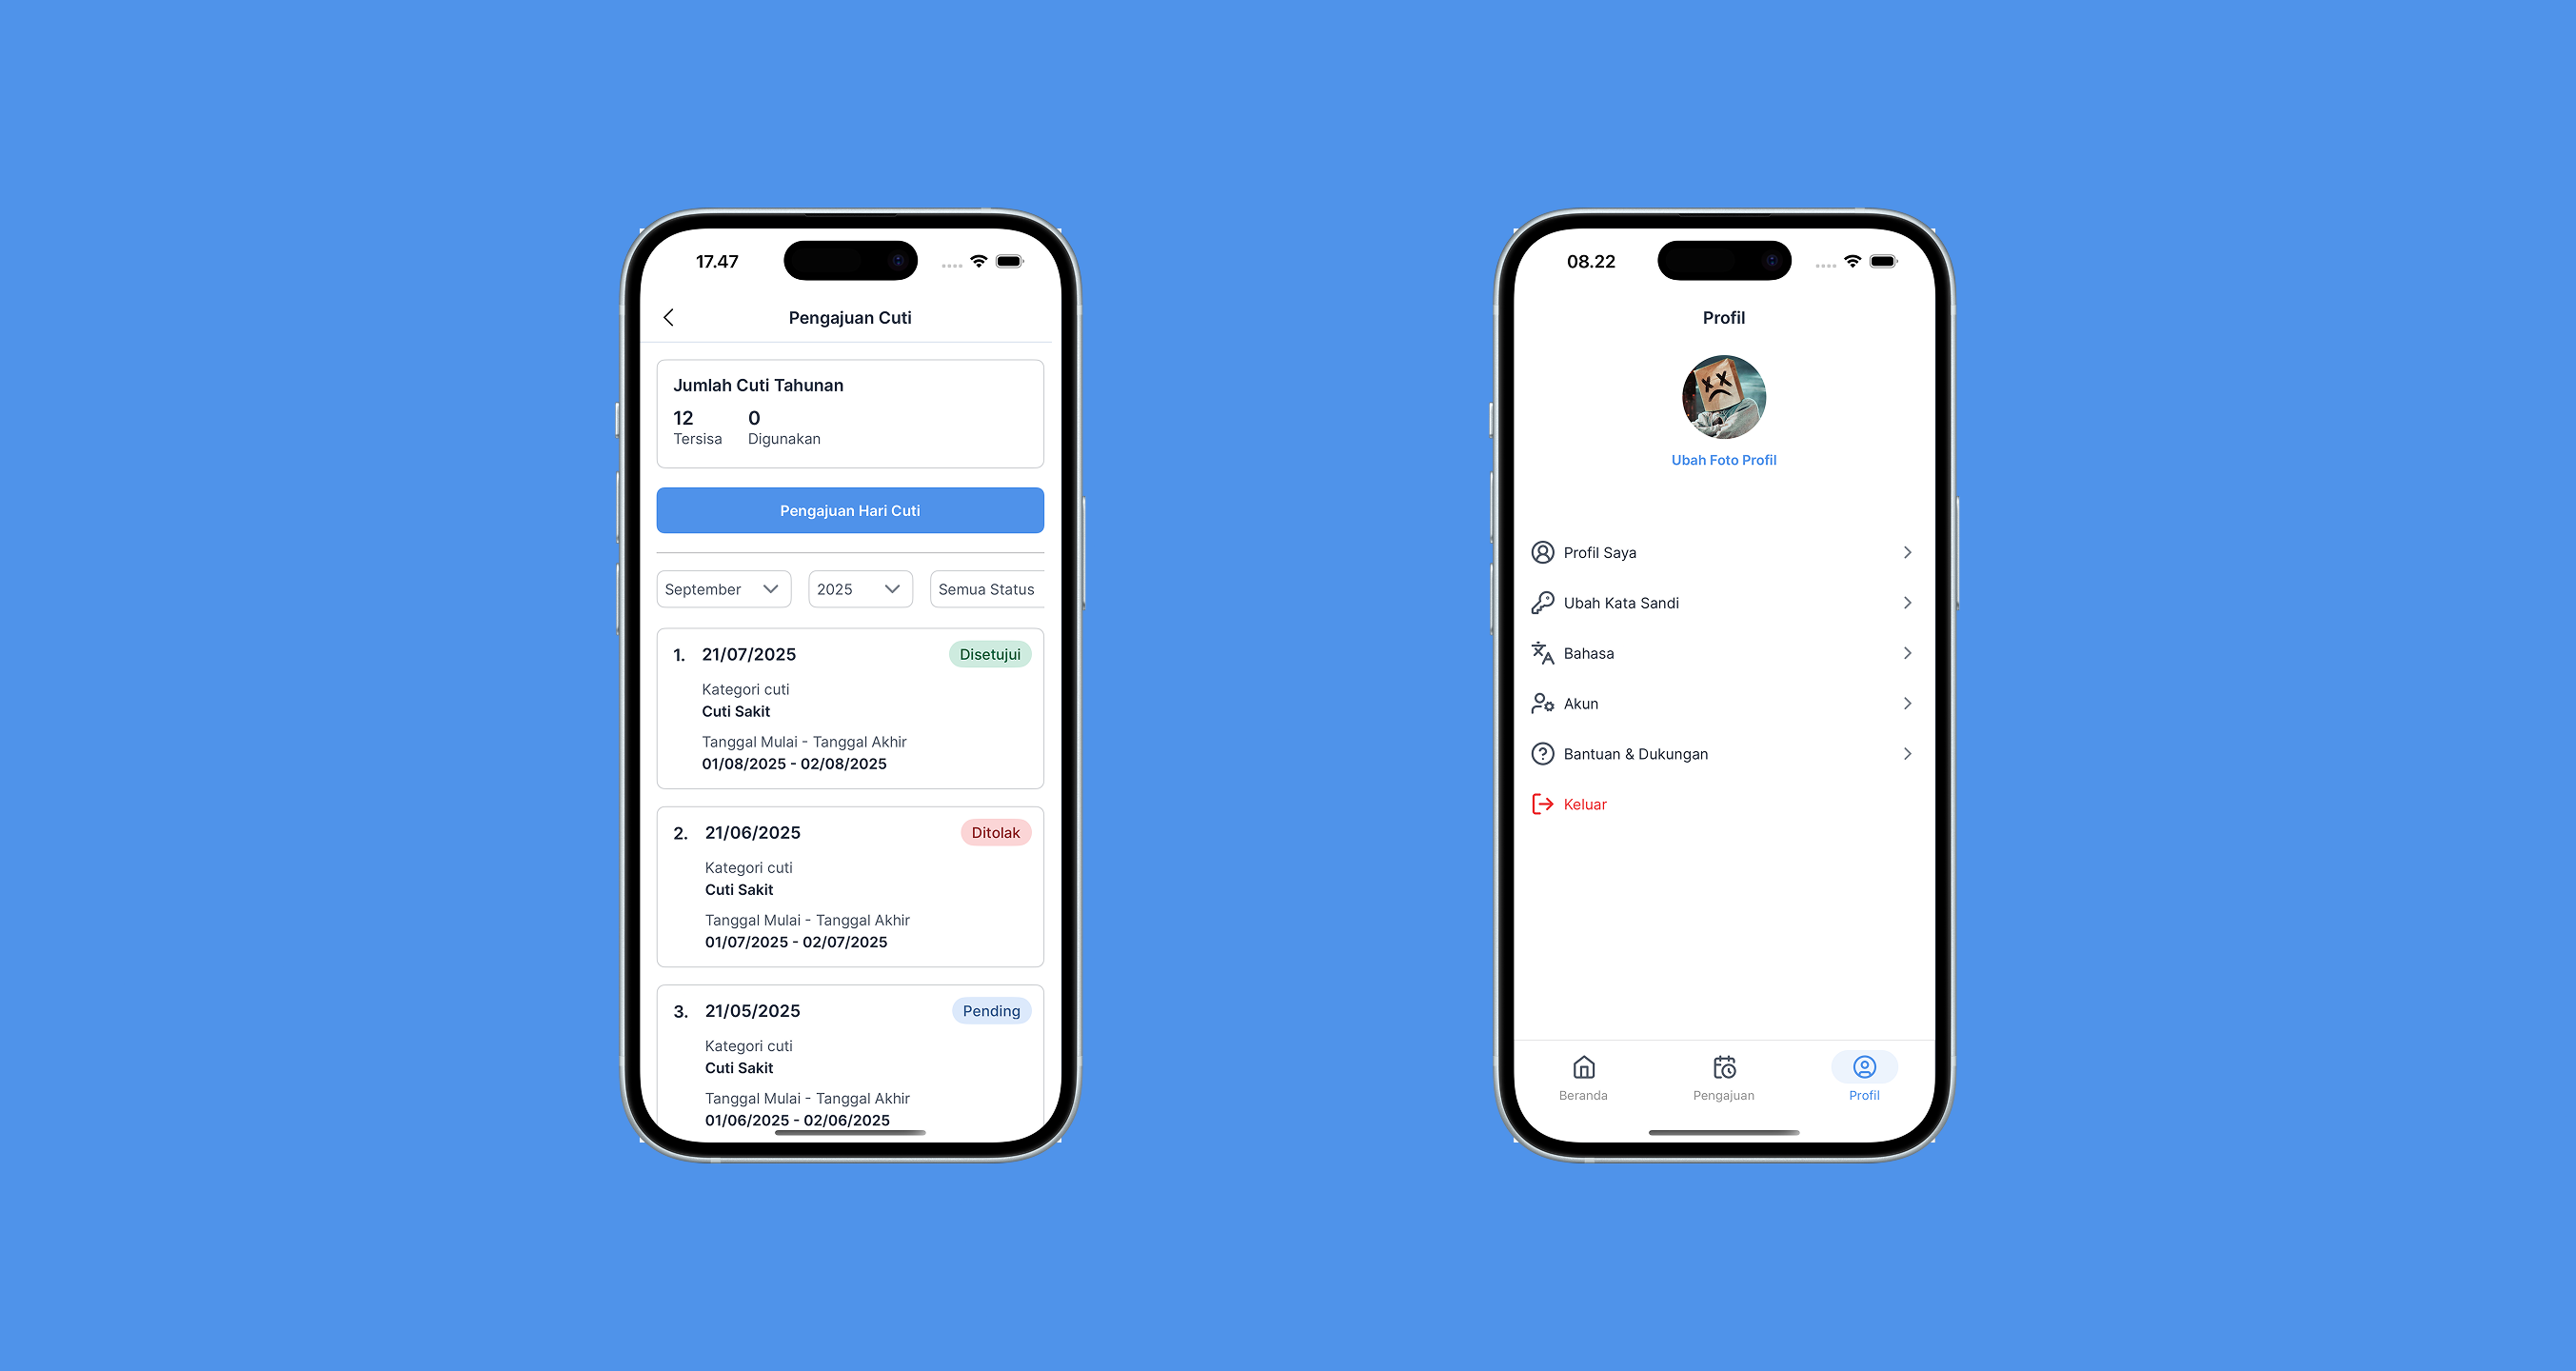 17.47
Pengajuan Cuti
Jumlah Cuti Tahunan
12 0
Tersisa Digunakan
Pengajuan Hari Cuti
September 2025 Semua Status
1. 21/07/2025 Disetujui
Kategori cuti
Cuti Sakit
Tanggal Mulai - Tanggal Akhir
01/08/2025 - 02/08/2025
2. 21/06/2025 Ditolak
Kategori cuti
Cuti Sakit
Tanggal Mulai - Tanggal Akhir
01/07/2025 - 02/07/2025
3. 21/05/2025 Pending
Kategori cuti
Cuti Sakit
Tanggal Mulai - Tanggal Akhir
01/06/2025 - 02/06/2025
08.22
Profil
Ubah Foto Profil
Profil Saya
Ubah Kata Sandi
Bahasa
Akun
Bantuan & Dukungan
Keluar
Beranda Pengajuan Profil